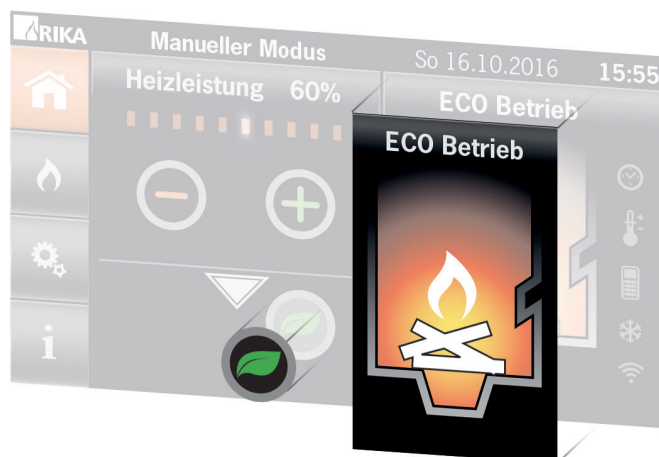 RIKA
Manueller Modus
So 16.10.2016
15:55
Heizleistung 60%
ECO Betrieb
ECO Betrieb
i